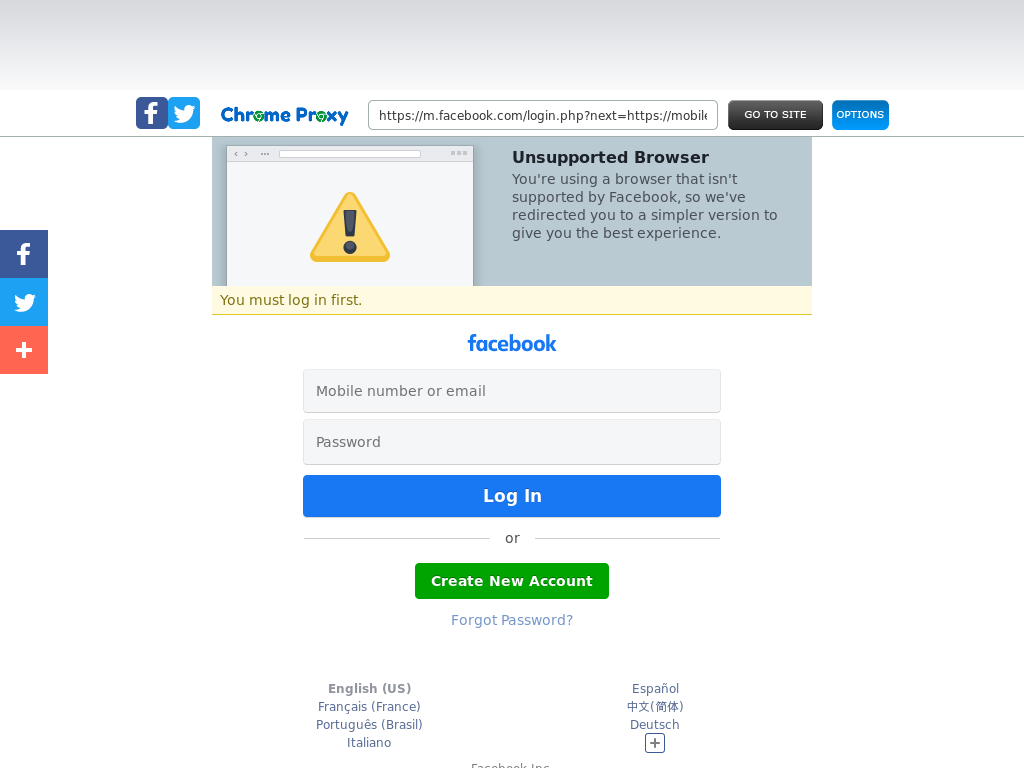 Chrome Proxy
https://m.facebook.com/login.php?next=https://mobile
GO TO SITE
OPTIONS
Unsupported Browser
You're using a browser that isn't
supported by Facebook, so we've
redirected you to a simpler version to
give you the best experience.
You must log in first.
facebook
Mobile number or email
Password
Log In
or
Create New Account
Forgot Password?
English (US)
Español
Français (France)
中文(简体)
Português (Brasil)
Deutsch
Italiano
Facebook Inc.